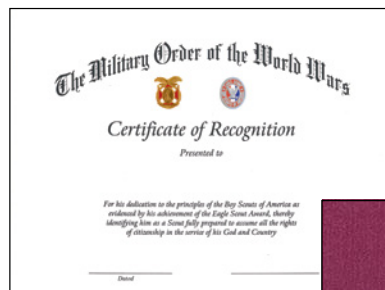 The Military Order of the World Wars
Certificate of Recognition
Presented to
For his dedication to the principles of the Boy Scouts of America as
evidenced by his achievement of the Eagle Scout Award, thereby
identifying him as a Scout fully prepared to assume all the rights
of citizenship in the service of his God and Country
Dated